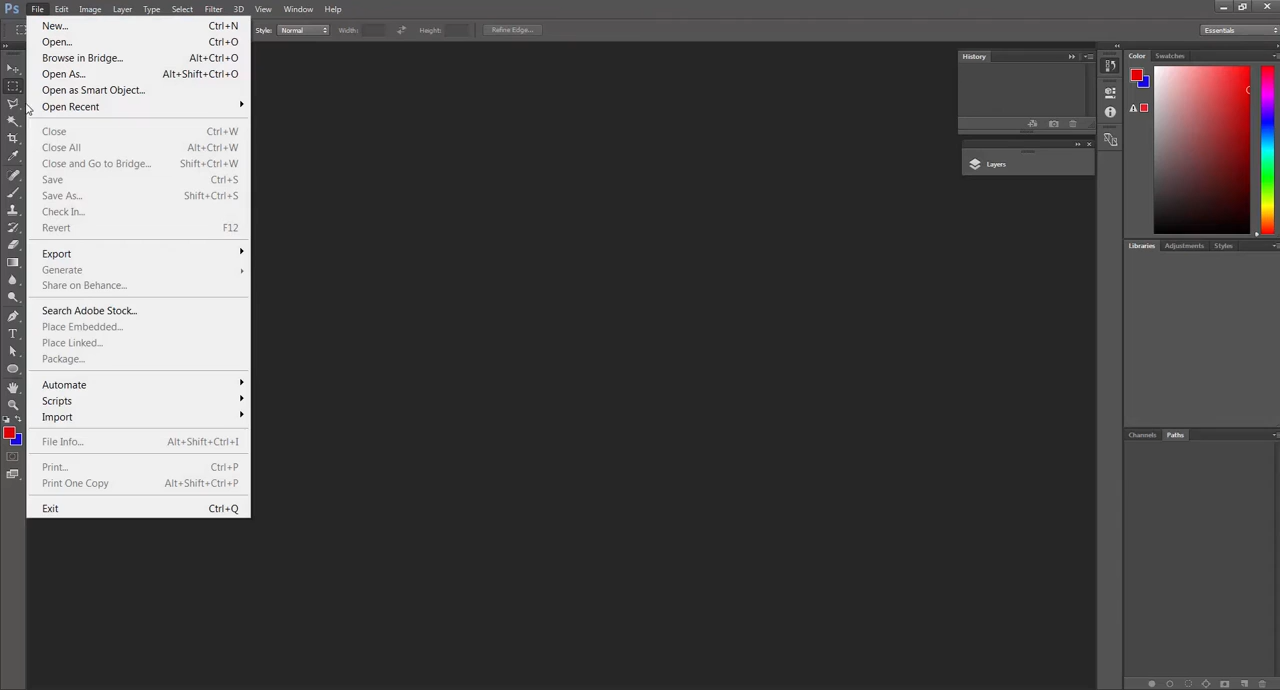 Ps File Edit Image Layer Type Select Filter 3D View Window Help
Style: Normal Width: Height: Refine Edge... Essentials
New... Ctrl+N
Open... Ctrl+O
Browse in Bridge... Alt+Ctrl+O
Open As... Alt+Shift+Ctrl+O
Open as Smart Object...
Open Recent
Close Ctrl+W
Close All Alt+Ctrl+W
Close and Go to Bridge... Shift+Ctrl+W
Save Ctrl+S
Save As... Shift+Ctrl+S
Check In...
Revert F12
Export
Generate
Share on Behance...
Search Adobe Stock...
Place Embedded...
Place Linked...
Package...
Automate
Scripts
Import
File Info... Alt+Shift+Ctrl+I
Print... Ctrl+P
Print One Copy Alt+Shift+Ctrl+P
Exit Ctrl+Q
History
Layers
Color Swatches
Libraries Adjustments Styles
Channels Paths